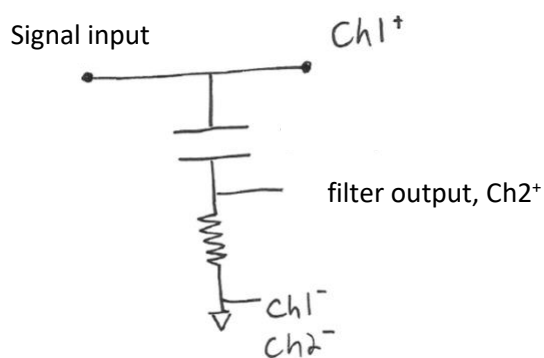 Signal input
Ch1⁺
filter output, Ch2⁺
Ch1⁻
Ch2⁻